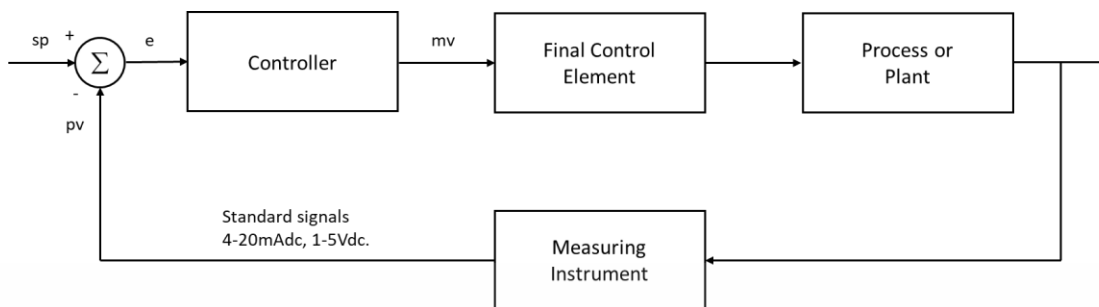 sp
+
Σ
-
pv
e
Controller
mv
Final Control
Element
Process or
Plant
Standard signals
4-20mAdc, 1-5Vdc.
Measuring
Instrument